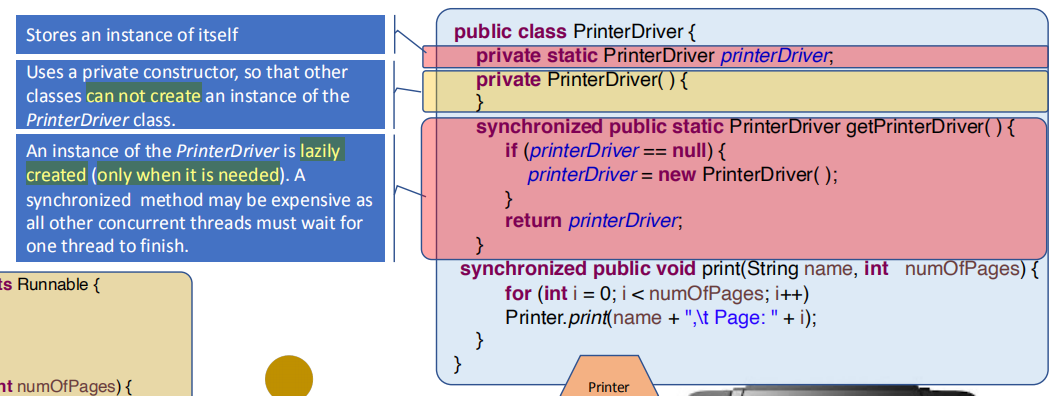 Stores an instance of itself
Uses a private constructor, so that other
classes can not create an instance of the
PrinterDriver class.
An instance of the PrinterDriver is lazily
created (only when it is needed). A
synchronized method may be expensive as
all other concurrent threads must wait for
one thread to finish.
public class PrinterDriver {
private static PrinterDriver printerDriver;
private PrinterDriver( ) {
}
synchronized public static PrinterDriver getPrinterDriver( ) {
if (printerDriver == null) {
printerDriver = new PrinterDriver( );
}
return printerDriver;
}
synchronized public void print(String name, int numOfPages) {
for (int i = 0; i < numOfPages; i++)
Printer.print(name + ",\t Page: " + i);
}
}
ts Runnable {
nt numOfPages) {
Printer